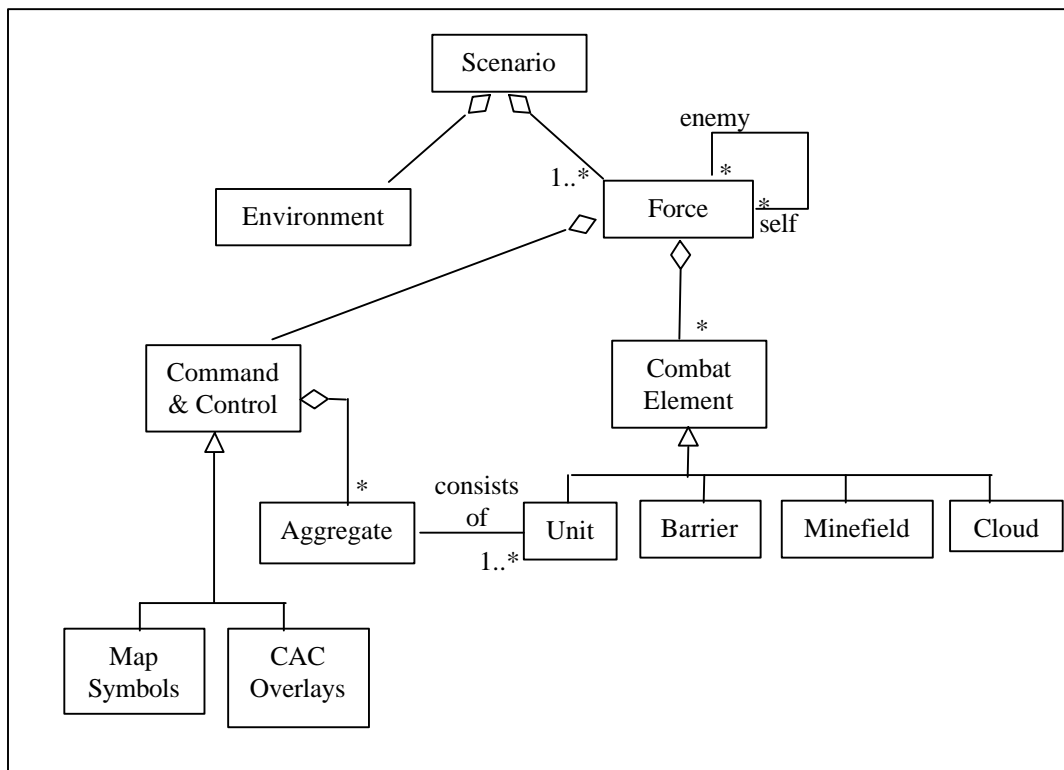 Scenario
enemy
1..*
*
Environment
Force
*
self
*
Command
& Control
Combat
Element
*
consists
of
Aggregate
Unit
Barrier
Minefield
Cloud
1..*
Map
Symbols
CAC
Overlays